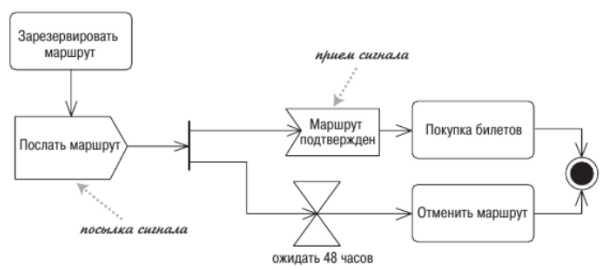 Зарезервировать
маршрут
прием сигнала
Послать маршрут
Маршрут
подтвержден
Покупка билетов
посылка сигнала
Отменить маршрут
ожидать 48 часов